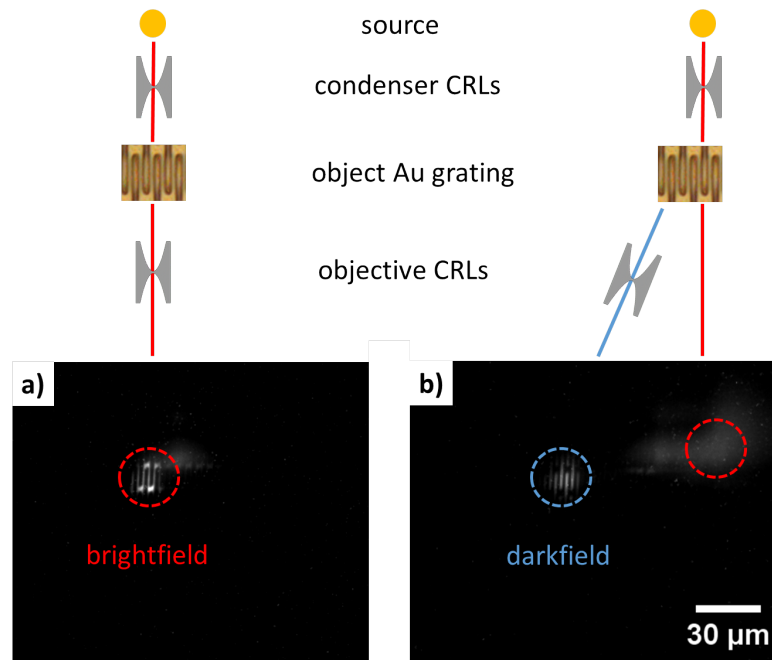 source
condenser CRLs
object Au grating
objective CRLs
a)
b)
brightfield
darkfield
30 µm